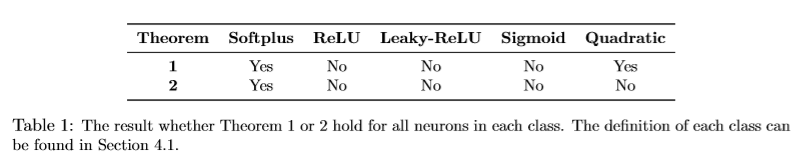 Theorem Softplus ReLU Leaky-ReLU Sigmoid Quadratic
1 Yes No No No Yes
2 Yes No No No No
Table 1: The result whether Theorem 1 or 2 hold for all neurons in each class. The definition of each class can
be found in Section 4.1.